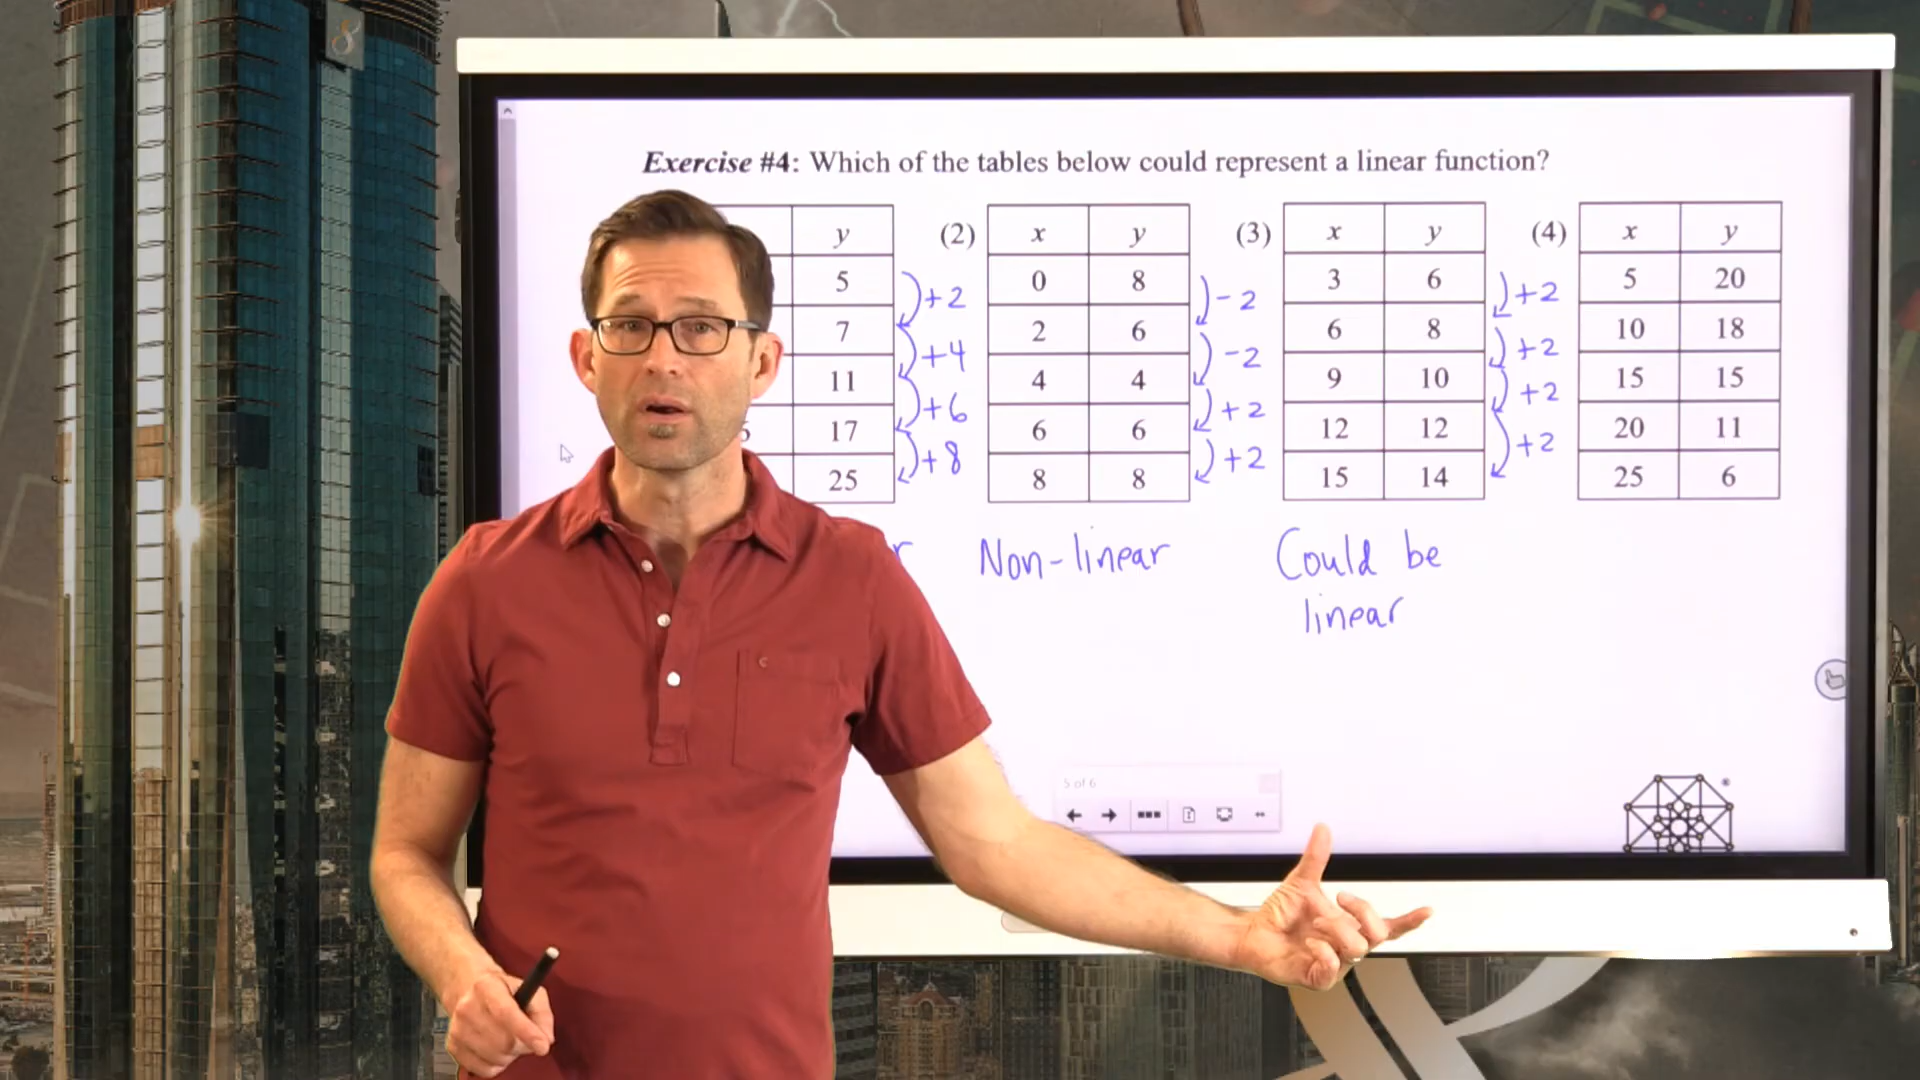 Exercise #4: Which of the tables below could represent a linear function?
y (2) x y (3) x y (4) x y
5 +2 0 8 -2 3 6 +2 5 20
7 +4 2 6 -2 6 8 +2 10 18
11 +6 4 4 +2 9 10 +2 15 15
17 +8 6 6 +2 12 12 +2 20 11
25 8 8 15 14 25 6
Non-linear Could be
linear
5 of 6